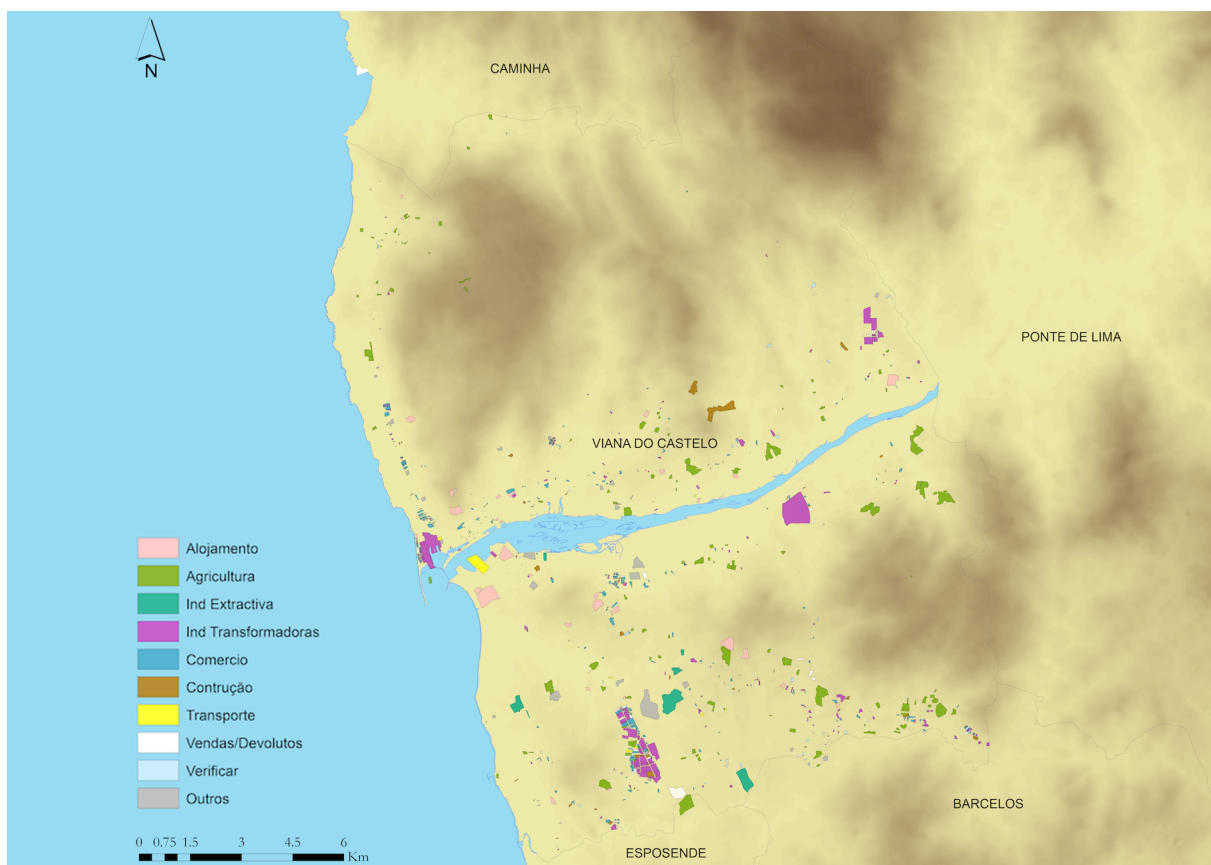 N
CAMINHA
PONTE DE LIMA
VIANA DO CASTELO
Alojamento
Agricultura
Ind Extractiva
Ind Transformadoras
Comercio
Contrução
Transporte
Vendas/Devolutos
Verificar
Outros
BARCELOS
0 0.75 1.5 3 4.5 6
Km
ESPOSENDE